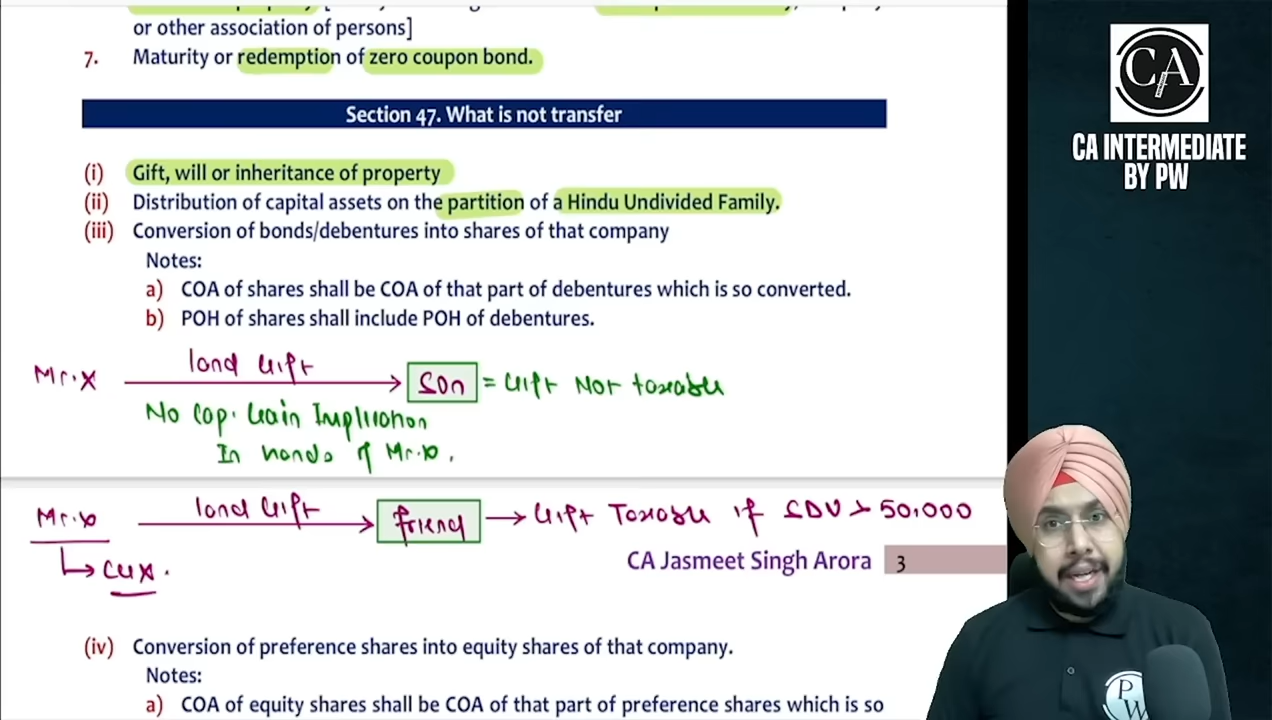 or other association of persons]
7. Maturity or redemption of zero coupon bond.
CA
CA INTERMEDIATE
BY PW
Section 47. What is not transfer
(i) Gift, will or inheritance of property
(ii) Distribution of capital assets on the partition of a Hindu Undivided Family.
(iii) Conversion of bonds/debentures into shares of that company
Notes:
a) COA of shares shall be COA of that part of debentures which is so converted.
b) POH of shares shall include POH of debentures.
Mr.X land Gift Son = Gift Not taxable
No Cap. Gain Implication
In hands of Mr.X.
Mr.X land Gift friend → Gift Taxable if SDV > 50,000
CGX.
CA Jasmeet Singh Arora 3
(iv) Conversion of preference shares into equity shares of that company.
Notes:
a) COA of equity shares shall be COA of that part of preference shares which is so
PW